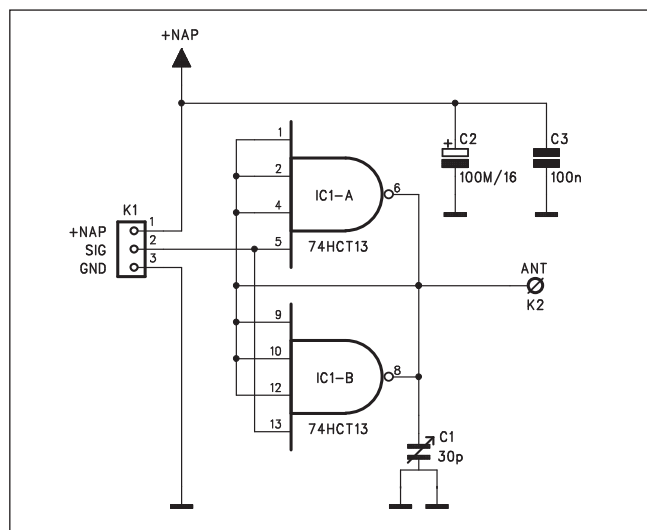 +NAP
1
2
4
5
6
IC1-A
74HCT13
C2
+
100M/16
C3
100n
K1
+NAP
SIG
GND
1
2
3
ANT
K2
9
10
12
13
8
IC1-B
74HCT13
C1
30p